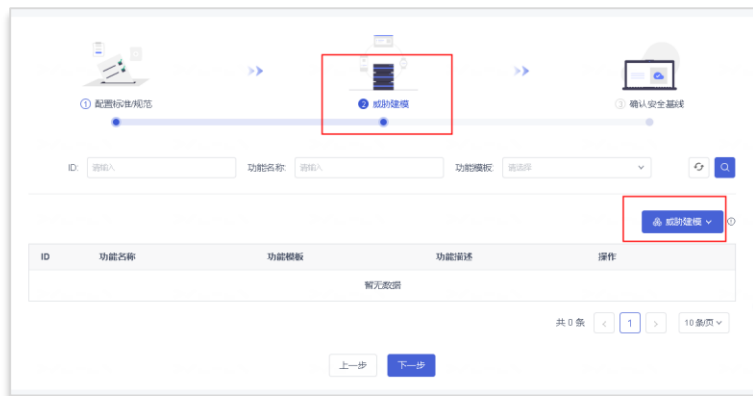 ① 配置标准/规范
② 威胁建模
③ 确认安全基线
ID: 请输入 功能名称: 请输入 功能模板: 请选择
威胁建模
ID 功能名称 功能模板 功能描述 操作
暂无数据
共 0 条 1 10 条/页
上一步 下一步